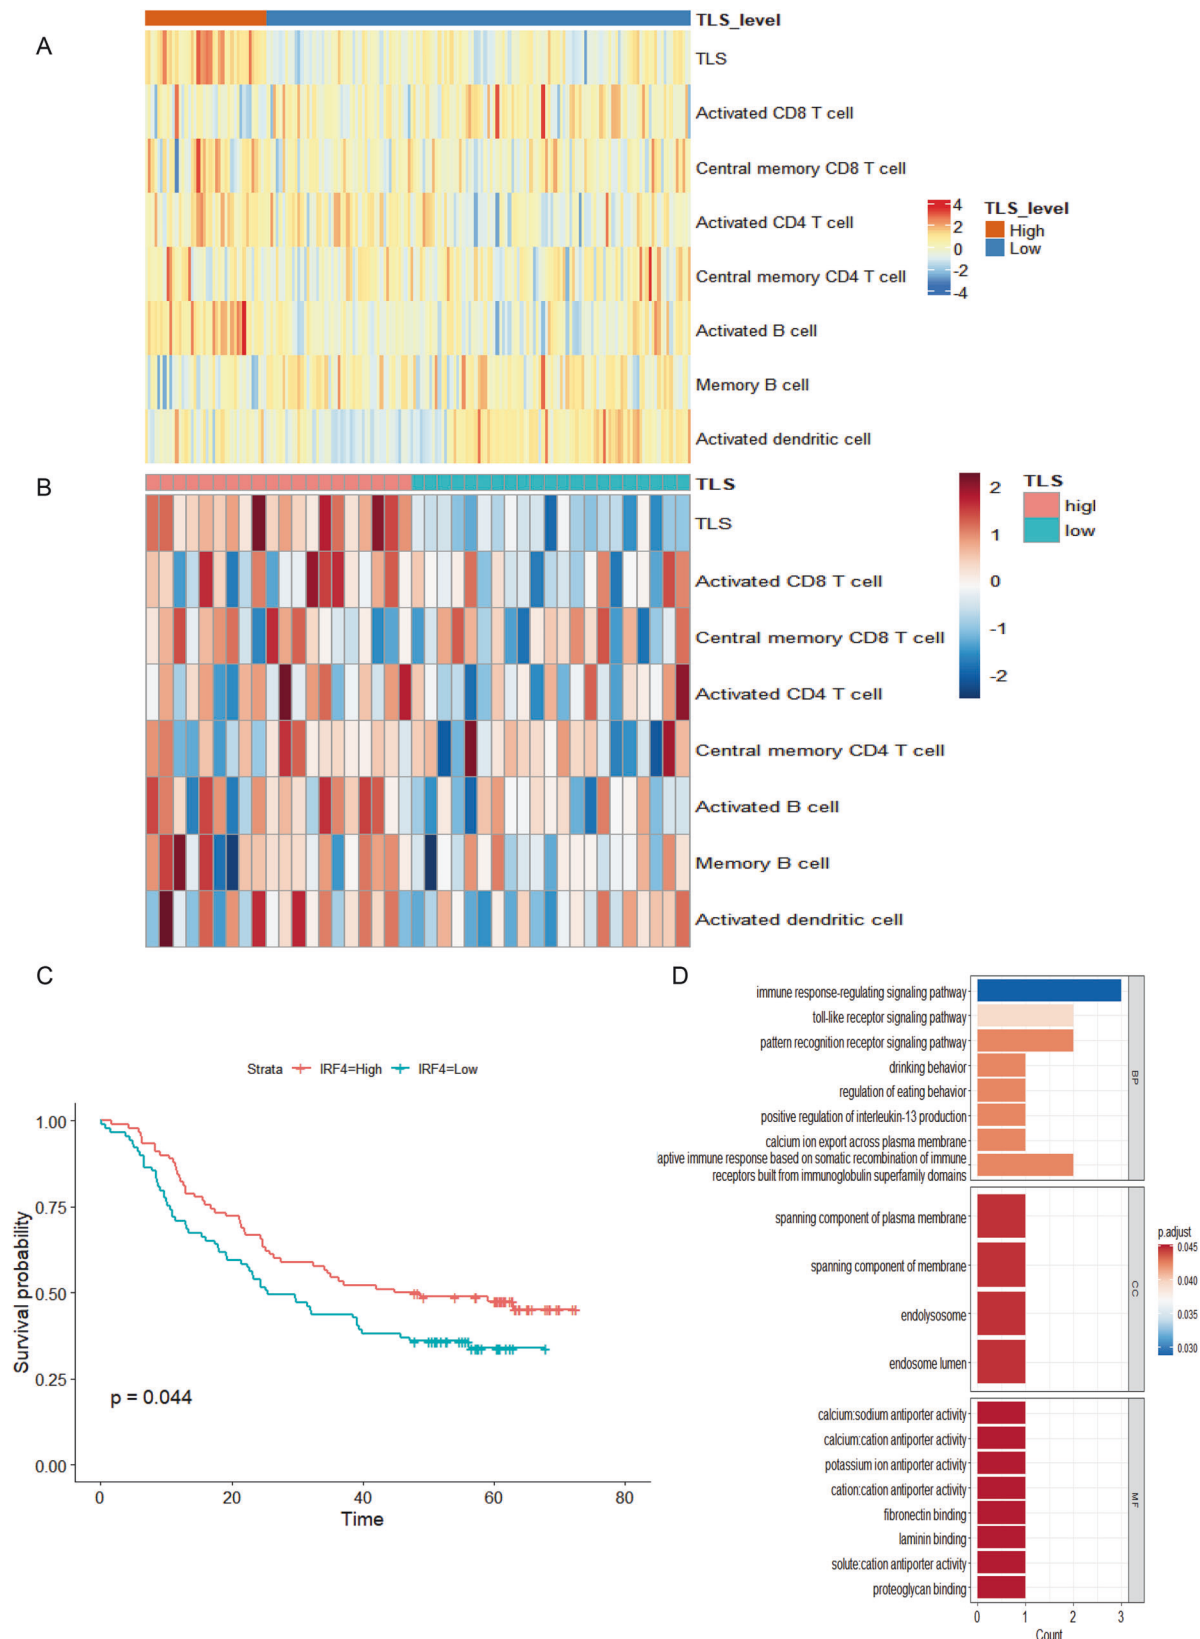 A
TLS_level
TLS
Activated CD8 T cell
Central memory CD8 T cell
Activated CD4 T cell
Central memory CD4 T cell
Activated B cell
Memory B cell
Activated dendritic cell
4
2
0
-2
-4
TLS_level
High
Low
B
TLS
TLS
Activated CD8 T cell
Central memory CD8 T cell
Activated CD4 T cell
Central memory CD4 T cell
Activated B cell
Memory B cell
Activated dendritic cell
2
1
0
-1
-2
TLS
higl
low
C
Strata IRF4=High IRF4=Low
Survival probability
1.00
0.75
0.50
0.25
0.00
p = 0.044
0 20 40 60 80
Time
D
immune response-regulating signaling pathway
toll-like receptor signaling pathway
pattern recognition receptor signaling pathway
drinking behavior
regulation of eating behavior
positive regulation of interleukin-13 production
calcium ion export across plasma membrane
aptive immune response based on somatic recombination of immune
receptors built from immunoglobulin superfamily domains
BP
spanning component of plasma membrane
spanning component of membrane
endolysosome
endosome lumen
CC
calcium:sodium antiporter activity
calcium:cation antiporter activity
potassium ion antiporter activity
cation:cation antiporter activity
fibronectin binding
laminin binding
solute:cation antiporter activity
proteoglycan binding
MF
0 1 2 3
Count
p.adjust
0.045
0.040
0.035
0.030